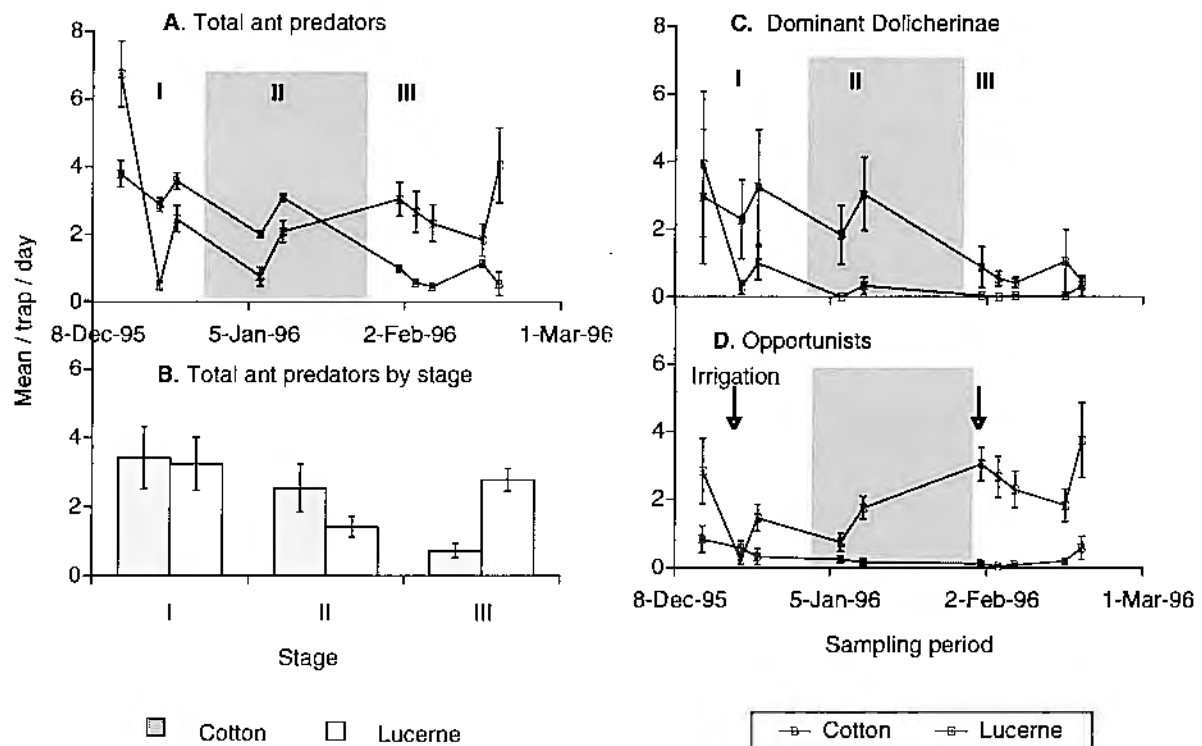 A. Total ant predators
8
6
4
2
0
I
II
III
8-Dec-95
5-Jan-96
2-Feb-96
1-Mar-96
Mean / trap / day
B. Total ant predators by stage
6
4
2
0
I
II
III
Stage
Cotton
Lucerne
C. Dominant Dolicherinae
8
6
4
2
0
I
II
III
D. Opportunists
Irrigation
6
4
2
0
8-Dec-95
5-Jan-96
2-Feb-96
1-Mar-96
Sampling period
Cotton
Lucerne